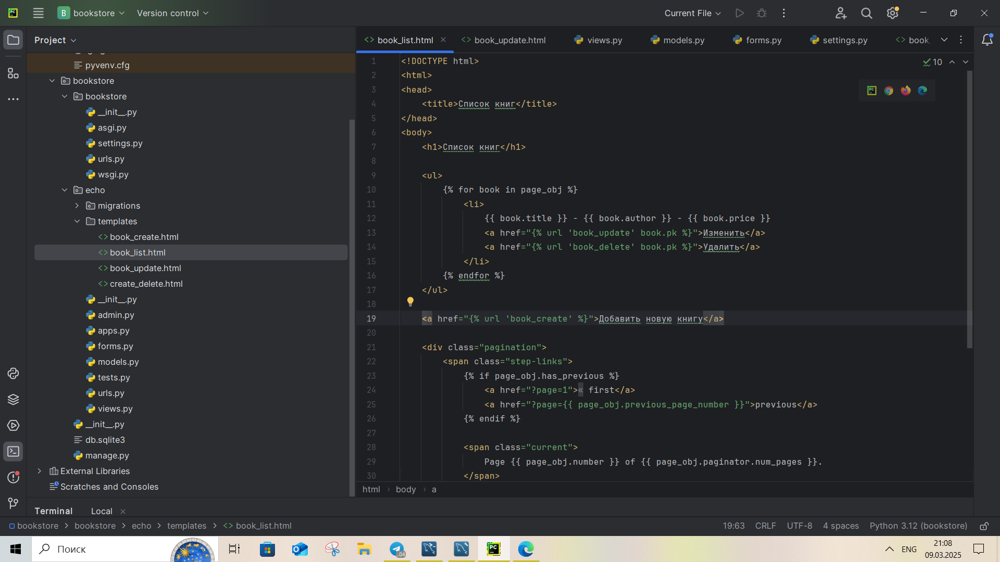 B bookstore
Version control
Current File
Project
book_list.html
book_update.html
views.py
models.py
forms.py
settings.py
book
pyvenv.cfg
bookstore
bookstore
__init__.py
asgi.py
settings.py
urls.py
wsgi.py
echo
migrations
templates
book_create.html
book_list.html
book_update.html
create_delete.html
__init__.py
admin.py
apps.py
forms.py
models.py
tests.py
urls.py
views.py
__init__.py
db.sqlite3
manage.py
External Libraries
Scratches and Consoles
10
1 <!DOCTYPE html>
2 <html>
3 <head>
4 <title>Список книг</title>
5 </head>
6 <body>
7 <h1>Список книг</h1>
8
9 <ul>
10 {% for book in page_obj %}
11 <li>
12 {{ book.title }} - {{ book.author }} - {{ book.price }}
13 <a href="{% url 'book_update' book.pk %}">Изменить</a>
14 <a href="{% url 'book_delete' book.pk %}">Удалить</a>
15 </li>
16 {% endfor %}
17 </ul>
18
19 <a href="{% url 'book_create' %}">Добавить новую книгу</a>
20
21 <div class="pagination">
22 <span class="step-links">
23 {% if page_obj.has_previous %}
24 <a href="?page=1">« first</a>
25 <a href="?page={{ page_obj.previous_page_number }}">previous</a>
26 {% endif %}
27
28 <span class="current">
29 Page {{ page_obj.number }} of {{ page_obj.paginator.num_pages }}.
30 </span>
html › body › a
Terminal
Local
bookstore > bookstore > echo > templates > book_list.html
19:63 CRLF UTF-8 4 spaces Python 3.12 (bookstore)
Поиск
ENG
21:08
09.03.2025